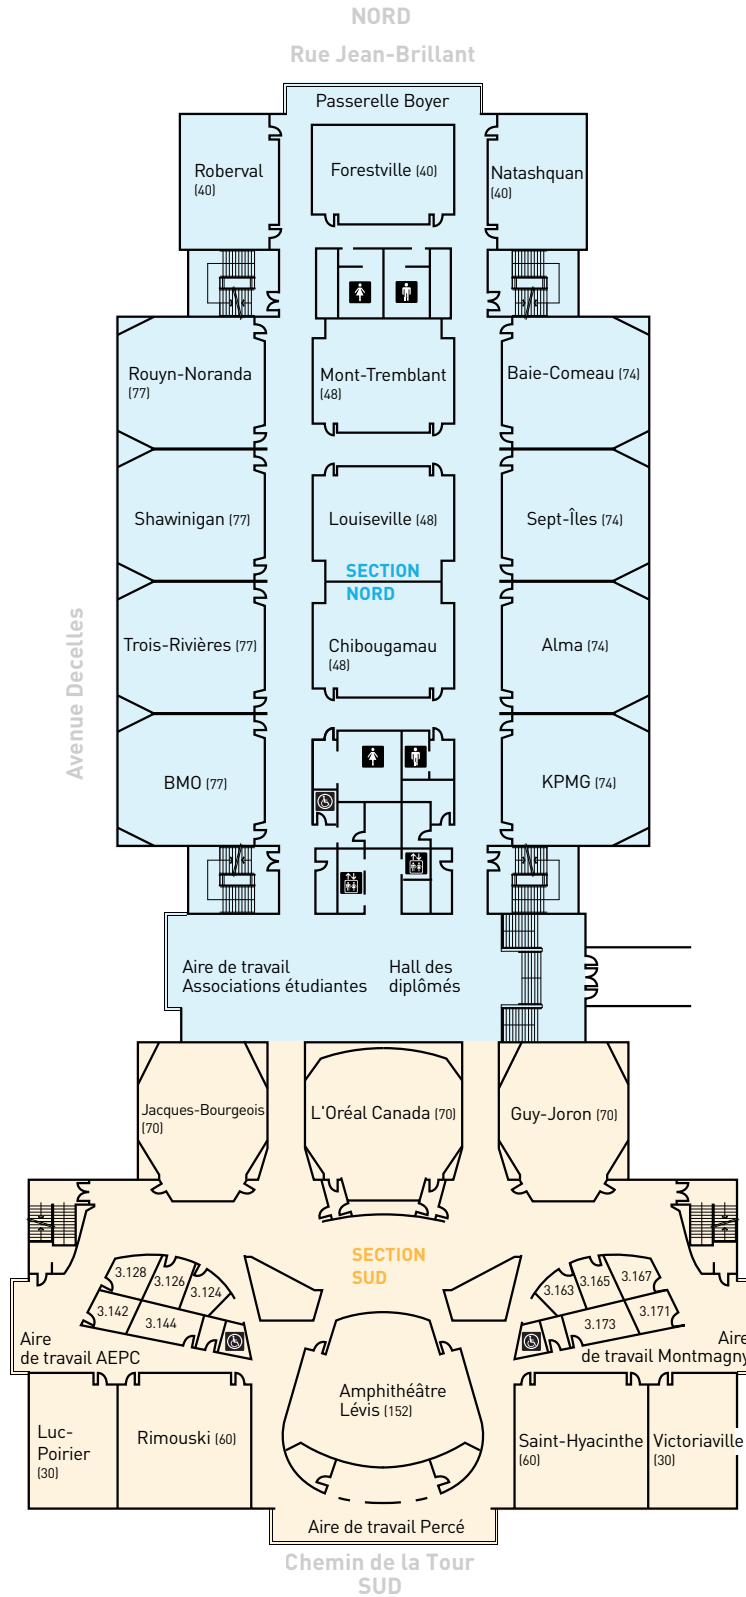 NORD
Rue Jean-Brillant
Passerelle Boyer
Roberval
(40)
Forestville (40)
Natashquan
(40)
Rouyn-Noranda
(77)
Mont-Tremblant
(48)
Baie-Comeau (74)
Shawinigan (77)
Louiseville (48)
Sept-Îles (74)
SECTION
NORD
Avenue Decelles
Trois-Rivières (77)
Chibougamau
(48)
Alma (74)
BMO (77)
KPMG (74)
Aire de travail
Associations étudiantes
Hall des
diplômés
Jacques-Bourgeois
(70)
L'Oréal Canada (70)
Guy-Joron (70)
SECTION
SUD
3.128
3.126
3.124
3.142
3.144
3.163
3.165
3.167
3.171
3.173
Aire
de travail AEPC
Aire
de travail Montmagny
Amphithéâtre
Lévis (152)
Luc-
Poirier
(30)
Rimouski (60)
Saint-Hyacinthe
(60)
Victoriaville
(30)
Aire de travail Percé
Chemin de la Tour
SUD